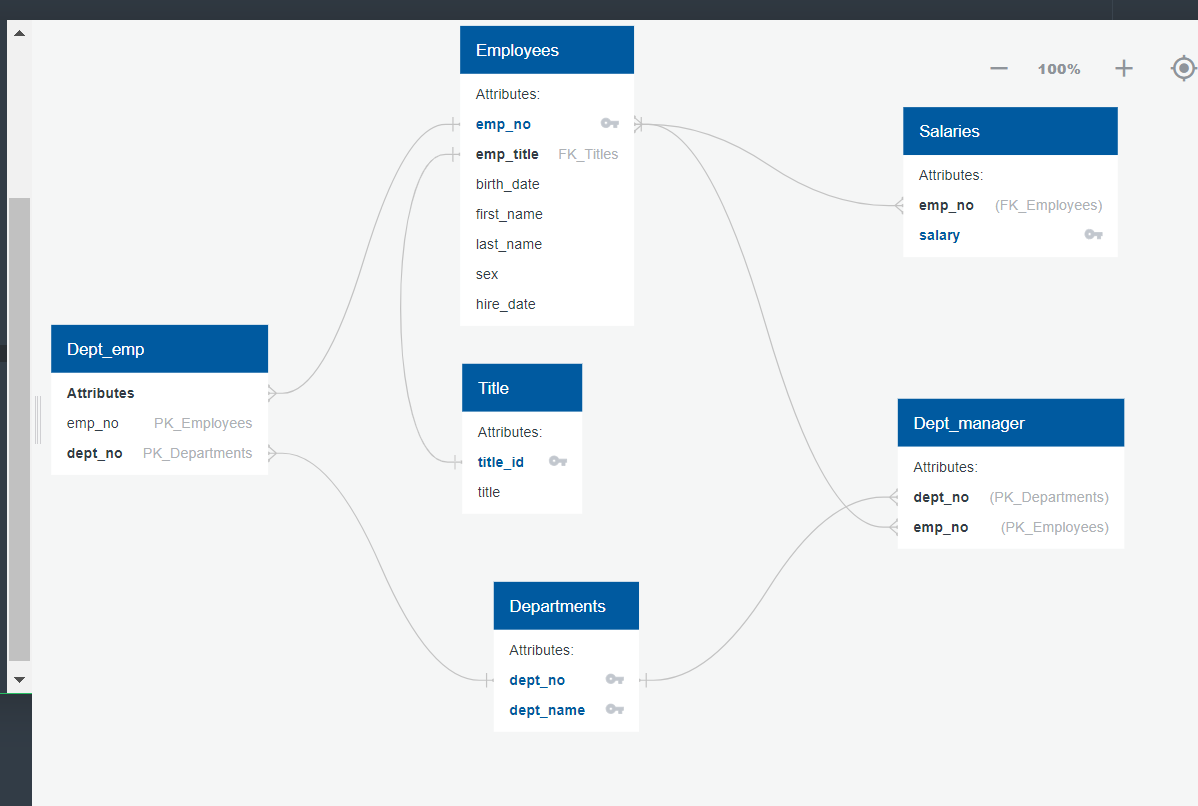 Employees
Attributes:
emp_no
emp_title FK_Titles
birth_date
first_name
last_name
sex
hire_date
100%
Salaries
Attributes:
emp_no (FK_Employees)
salary
Dept_emp
Attributes
emp_no PK_Employees
dept_no PK_Departments
Title
Attributes:
title_id
title
Dept_manager
Attributes:
dept_no (PK_Departments)
emp_no (PK_Employees)
Departments
Attributes:
dept_no
dept_name